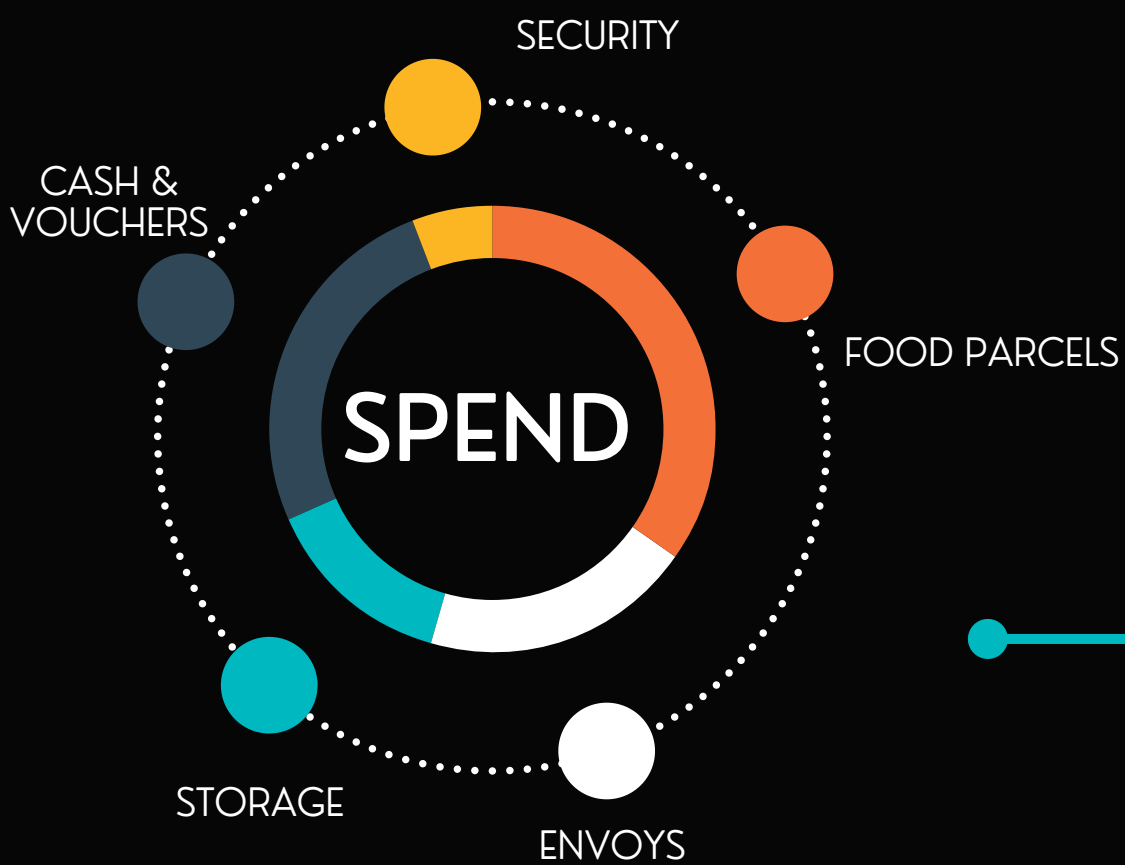 SECURITY
CASH &
VOUCHERS
FOOD PARCELS
SPEND
STORAGE
ENVOYS